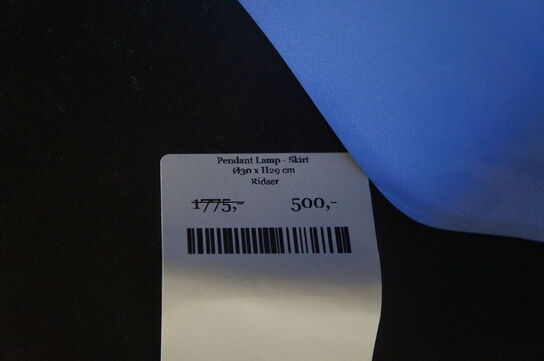 Pendant Lamp - Skirt
Ø30 x H29 cm
Ridser
1775,- 500,-